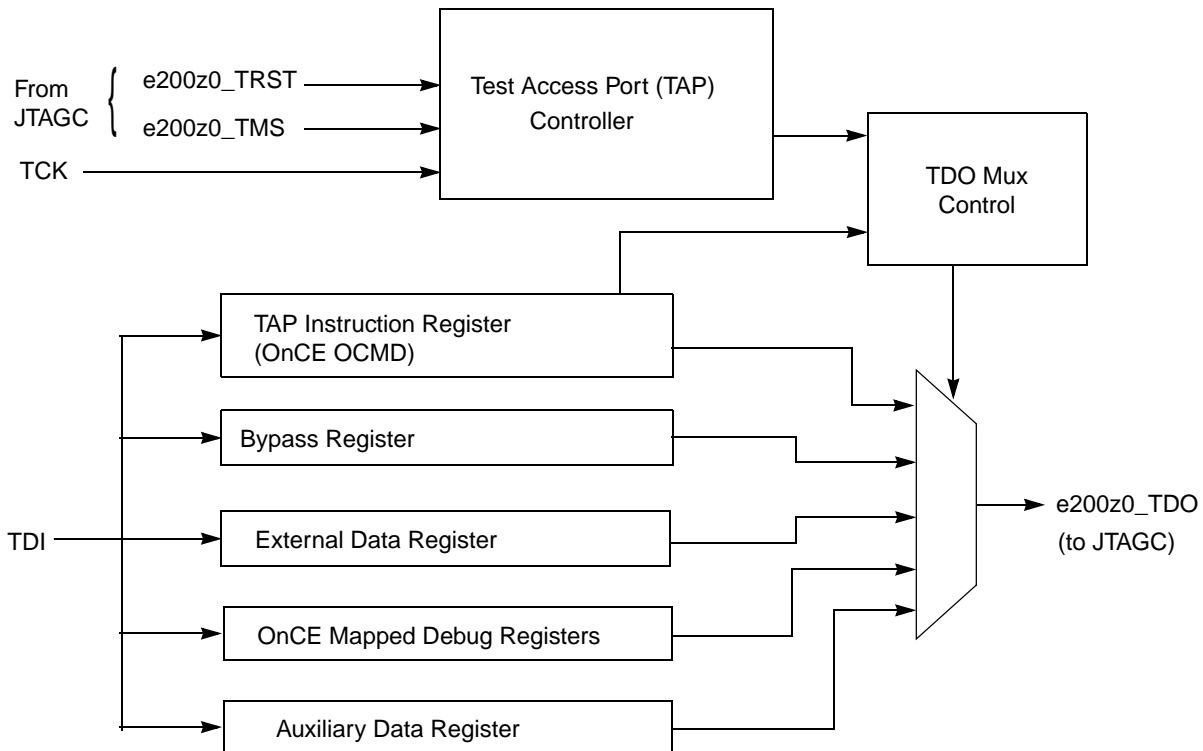 Test Access Port (TAP)
Controller
From
JTAGC
{
e200z0_TRST
e200z0_TMS
TCK
TDO Mux
Control
TAP Instruction Register
(OnCE OCMD)
Bypass Register
External Data Register
TDI
OnCE Mapped Debug Registers
Auxiliary Data Register
e200z0_TDO
(to JTAGC)